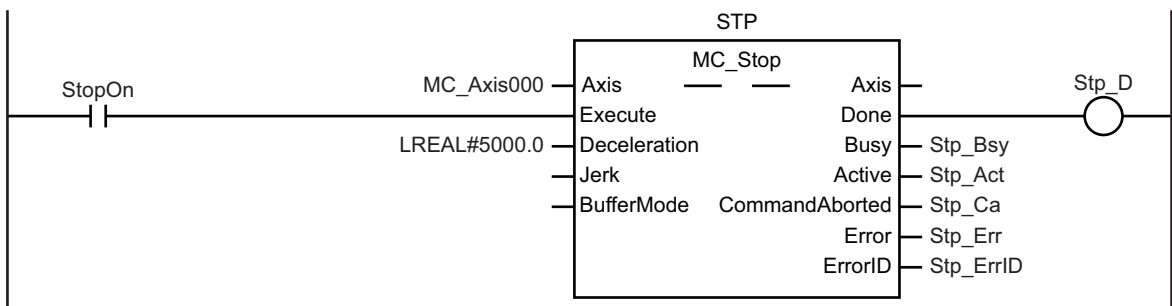 STP
MC_Stop
StopOn
MC_Axis000 Axis Axis Stp_D
Execute Done
LREAL#5000.0 Deceleration Busy Stp_Bsy
Jerk Active Stp_Act
BufferMode CommandAborted Stp_Ca
Error Stp_Err
ErrorID Stp_ErrID